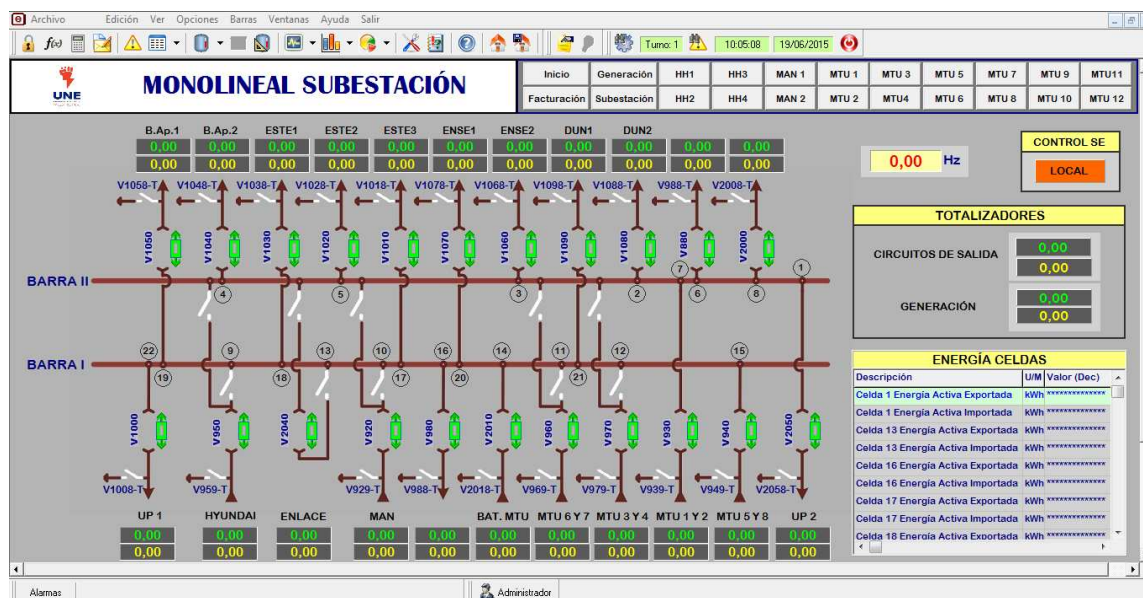 Archivo Edición Ver Opciones Barras Ventanas Ayuda Salir
f(x) Turno: 1 10:05:08 19/06/2015
UNE
MONOLINEAL SUBESTACIÓN
Inicio Generación HH1 HH3 MAN 1 MTU 1 MTU 3 MTU 5 MTU 7 MTU 9 MTU11
Facturación Subestación HH2 HH4 MAN 2 MTU 2 MTU4 MTU 6 MTU 8 MTU 10 MTU 12
B.Ap.1 B.Ap.2 ESTE1 ESTE2 ESTE3 ENSE1 ENSE2 DUN1 DUN2
0,00 0,00 0,00 0,00 0,00 0,00 0,00 0,00 0,00 0,00 0,00
0,00 0,00 0,00 0,00 0,00 0,00 0,00 0,00 0,00 0,00 0,00
0,00 Hz
CONTROL SE
LOCAL
V1058-T V1048-T V1038-T V1028-T V1018-T V1078-T V1068-T V1098-T V1088-T V988-T V2008-T
V1050 V1040 V1030 V1020 V1010 V1070 V1060 V1090 V1080 V880 V2000
BARRA II
7 1
4 5 3 2 6 8
BARRA I
22 9 13 10 16 14 11 12 15
19 18 17 20 21
V1000 V950 V2040 V920 V980 V2010 V960 V970 V930 V940 V2050
V1008-T V959-T V929-T V988-T V2018-T V969-T V979-T V939-T V949-T V2058-T
UP 1 HYUNDAI ENLACE MAN BAT. MTU MTU 6 Y 7 MTU 3 Y 4 MTU 1 Y 2 MTU 5 Y 8 UP 2
0,00 0,00 0,00 0,00 0,00 0,00 0,00 0,00 0,00 0,00
0,00 0,00 0,00 0,00 0,00 0,00 0,00 0,00 0,00 0,00
TOTALIZADORES
CIRCUITOS DE SALIDA
0,00
0,00
GENERACIÓN
0,00
0,00
ENERGÍA CELDAS
Descripción U/M Valor (Dec)
Celda 1 Energía Activa Exportada kWh **************
Celda 1 Energía Activa Importada kWh **************
Celda 13 Energía Activa Exportada kWh **************
Celda 13 Energía Activa Importada kWh **************
Celda 16 Energía Activa Exportada kWh **************
Celda 16 Energía Activa Importada kWh **************
Celda 17 Energía Activa Exportada kWh **************
Celda 17 Energía Activa Importada kWh **************
Celda 18 Energía Activa Exportada kWh **************
Alarmas Administrador